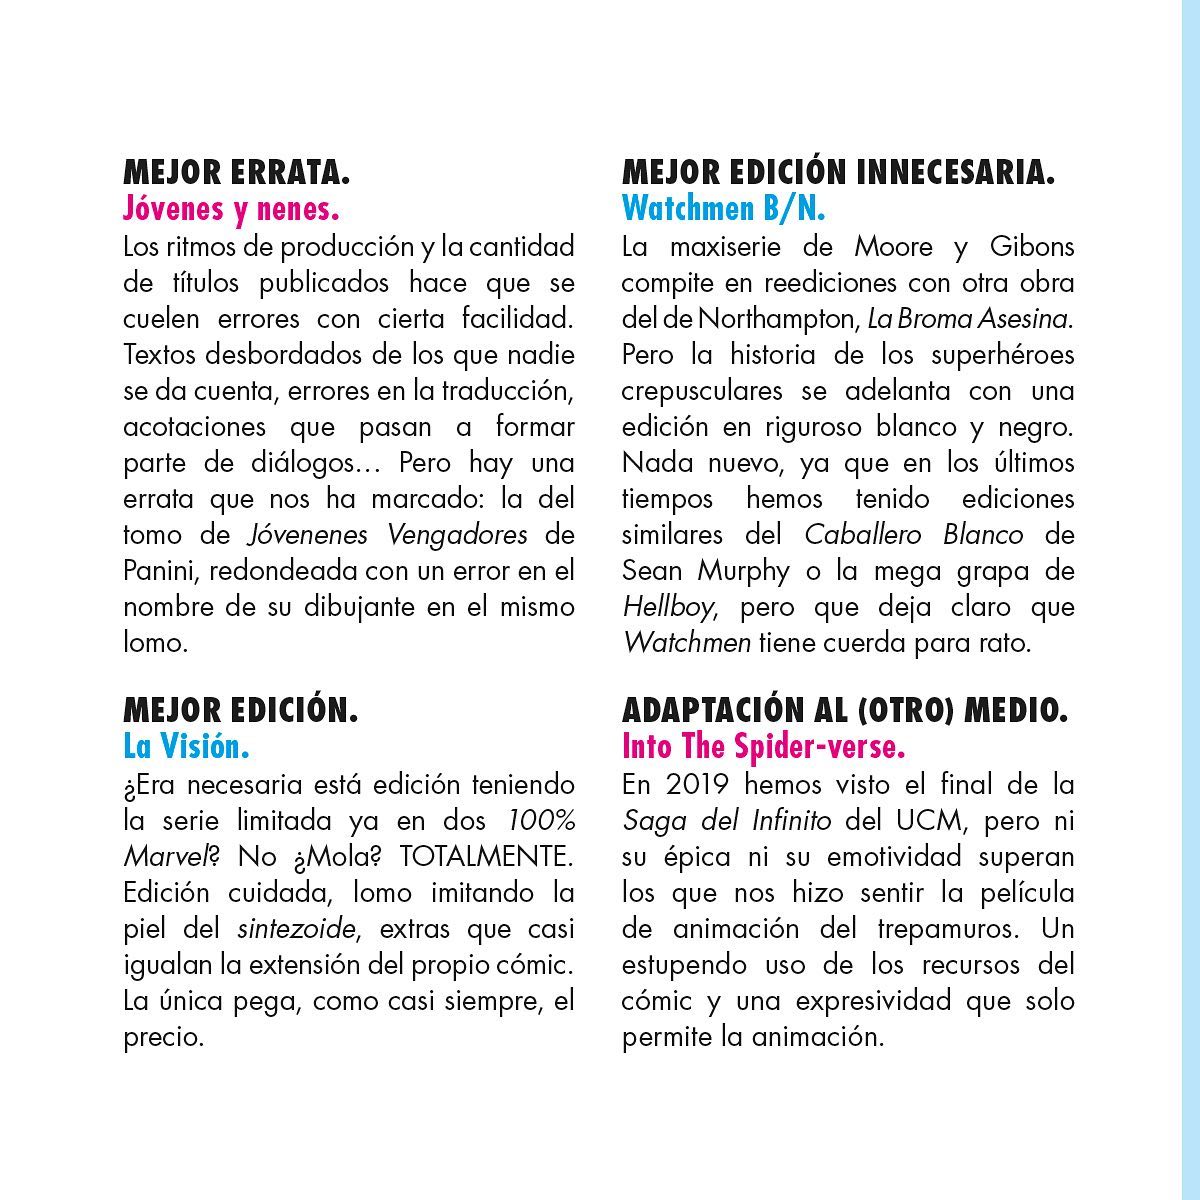 MEJOR ERRATA.
Jóvenes y nenes.
Los ritmos de producción y la cantidad
de títulos publicados hace que se
cuelen errores con cierta facilidad.
Textos desbordados de los que nadie
se da cuenta, errores en la traducción,
acotaciones que pasan a formar
parte de diálogos... Pero hay una
errata que nos ha marcado: la del
tomo de Jóvenenes Vengadores de
Panini, redondeada con un error en el
nombre de su dibujante en el mismo
lomo.
MEJOR EDICIÓN.
La Visión.
¿Era necesaria está edición teniendo
la serie limitada ya en dos 100%
Marvel? No ¿Mola? TOTALMENTE.
Edición cuidada, lomo imitando la
piel del sintezoide, extras que casi
igualan la extensión del propio cómic.
La única pega, como casi siempre, el
precio.
MEJOR EDICIÓN INNECESARIA.
Watchmen B/N.
La maxiserie de Moore y Gibons
compite en reediciones con otra obra
del de Northampton, La Broma Asesina.
Pero la historia de los superhéroes
crepusculares se adelanta con una
edición en riguroso blanco y negro.
Nada nuevo, ya que en los últimos
tiempos hemos tenido ediciones
similares del Caballero Blanco de
Sean Murphy o la mega grapa de
Hellboy, pero que deja claro que
Watchmen tiene cuerda para rato.
ADAPTACIÓN AL (OTRO) MEDIO.
Into The Spider-verse.
En 2019 hemos visto el final de la
Saga del Infinito del UCM, pero ni
su épica ni su emotividad superan
los que nos hizo sentir la película
de animación del trepamuros. Un
estupendo uso de los recursos del
cómic y una expresividad que solo
permite la animación.